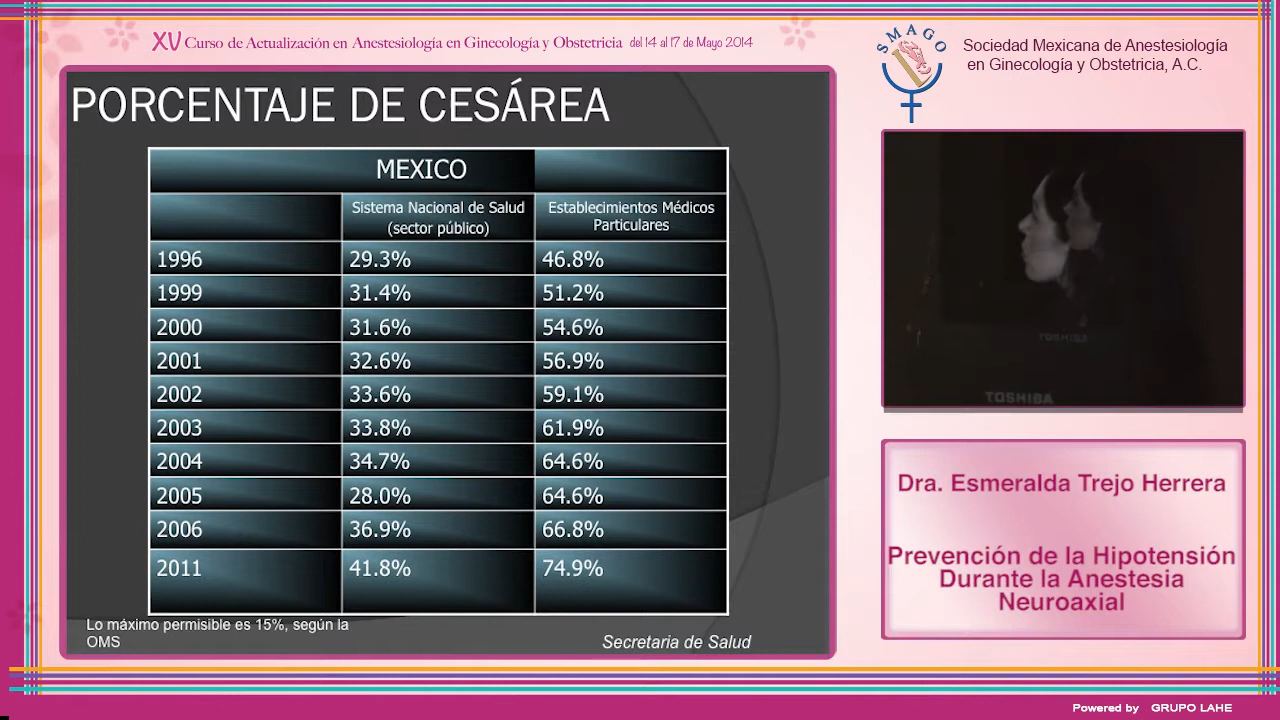 XV Curso de Actualización en Anestesiología en Ginecología y Obstetricia del 14 al 17 de Mayo 2014
SMAGO
Sociedad Mexicana de Anestesiología
en Ginecología y Obstetricia, A.C.
PORCENTAJE DE CESÁREA
MEXICO
Sistema Nacional de Salud
(sector público)
Establecimientos Médicos
Particulares
1996 29.3% 46.8%
1999 31.4% 51.2%
2000 31.6% 54.6%
2001 32.6% 56.9%
2002 33.6% 59.1%
2003 33.8% 61.9%
2004 34.7% 64.6%
2005 28.0% 64.6%
2006 36.9% 66.8%
2011 41.8% 74.9%
Lo máximo permisible es 15%, según la
OMS
Secretaria de Salud
TOSHIBA
TOSHIBA
Dra. Esmeralda Trejo Herrera
Prevención de la Hipotensión
Durante la Anestesia
Neuroaxial
Powered by GRUPO LAHE